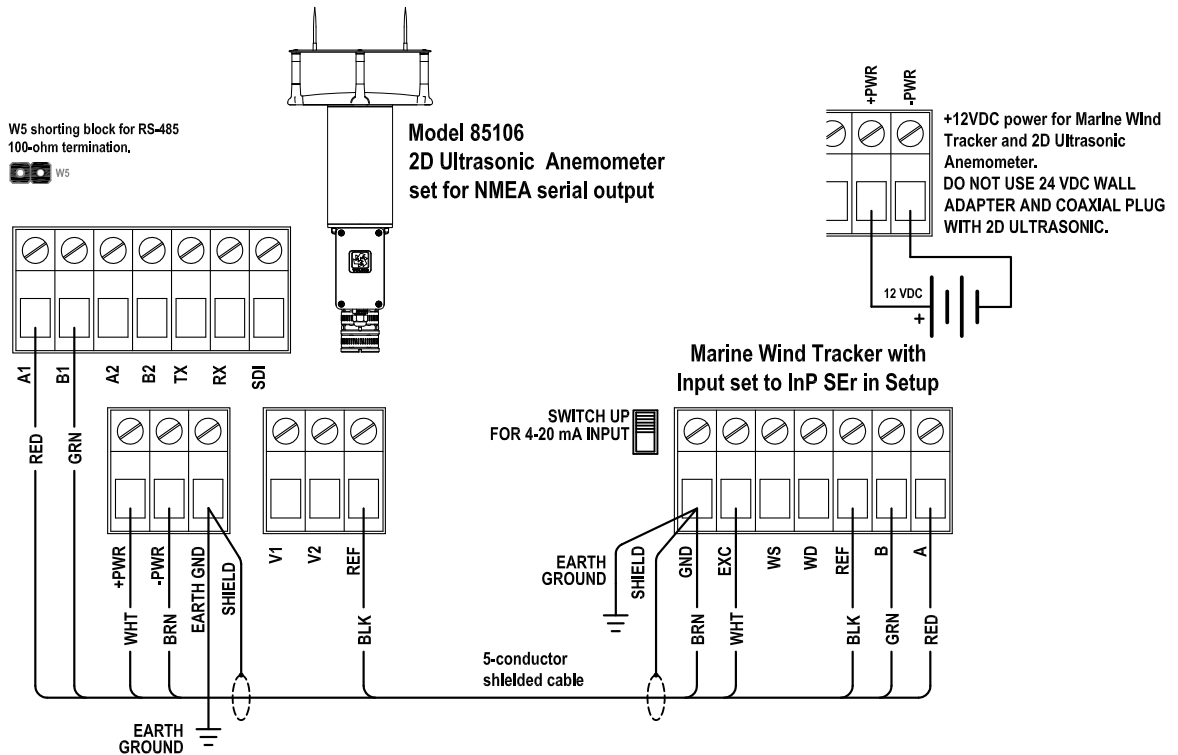 W5 shorting block for RS-485
100-ohm termination.
W5
Model 85106
2D Ultrasonic Anemometer
set for NMEA serial output
+PWR
-PWR
+12VDC power for Marine Wind
Tracker and 2D Ultrasonic
Anemometer.
DO NOT USE 24 VDC WALL
ADAPTER AND COAXIAL PLUG
WITH 2D ULTRASONIC.
12 VDC
+
A1
B1
A2
B2
TX
RX
SDI
RED
GRN
Marine Wind Tracker with
Input set to InP SEr in Setup
SWITCH UP
FOR 4-20 mA INPUT
+PWR
-PWR
EARTH GND
SHIELD
V1
V2
REF
WHT
BRN
BLK
EARTH
GROUND
SHIELD
GND
EXC
WS
WD
REF
B
A
BRN
WHT
BLK
GRN
RED
5-conductor
shielded cable
EARTH
GROUND